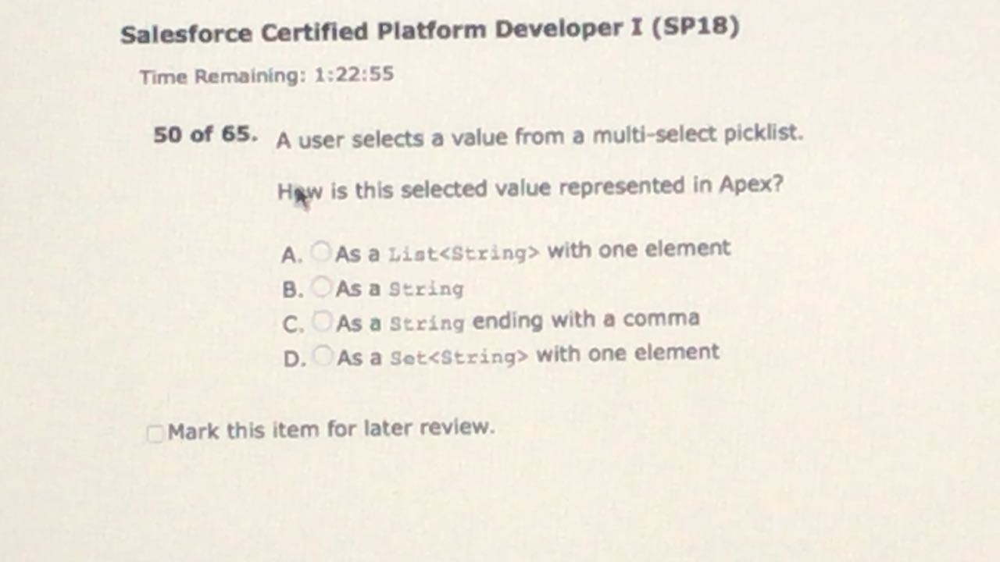 Salesforce Certified Platform Developer I (SP18)
Time Remaining: 1:22:55
50 of 65. A user selects a value from a multi-select picklist.
How is this selected value represented in Apex?
A. As a List<String> with one element
B. As a String
C. As a String ending with a comma
D. As a Set<String> with one element
Mark this item for later review.